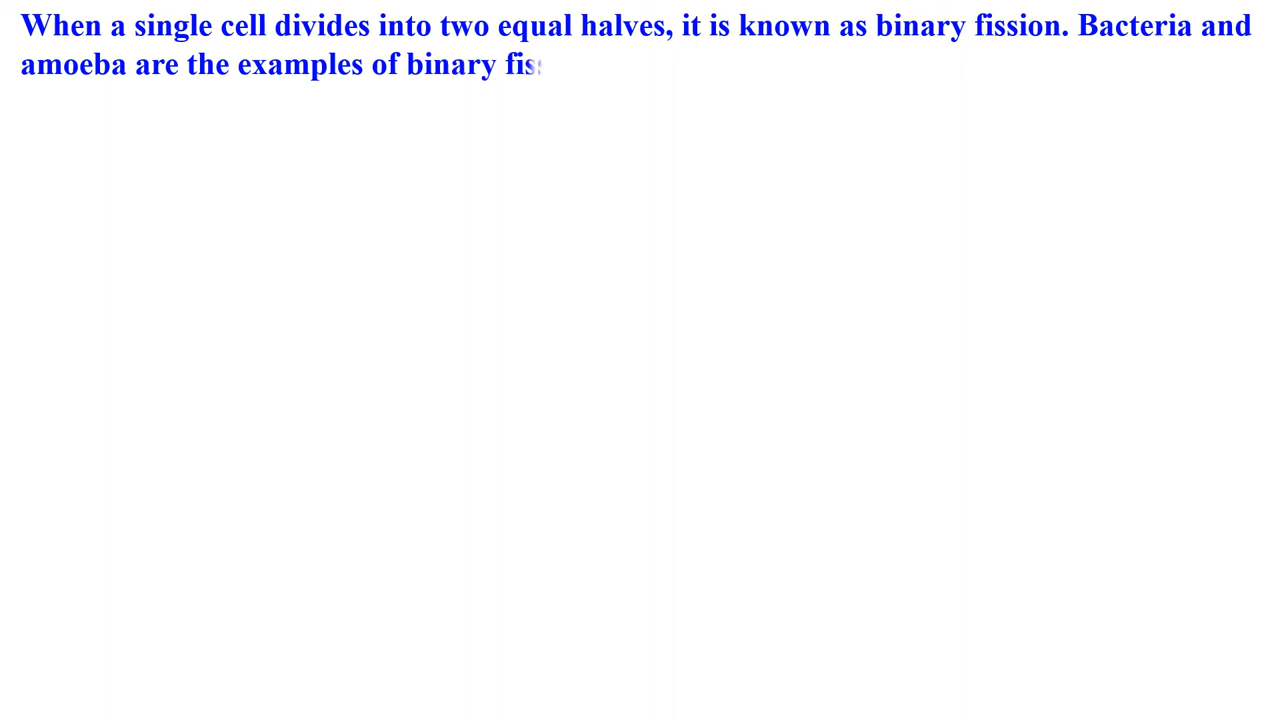 When a single cell divides into two equal halves, it is known as binary fission. Bacteria and
amoeba are the examples of binary fis